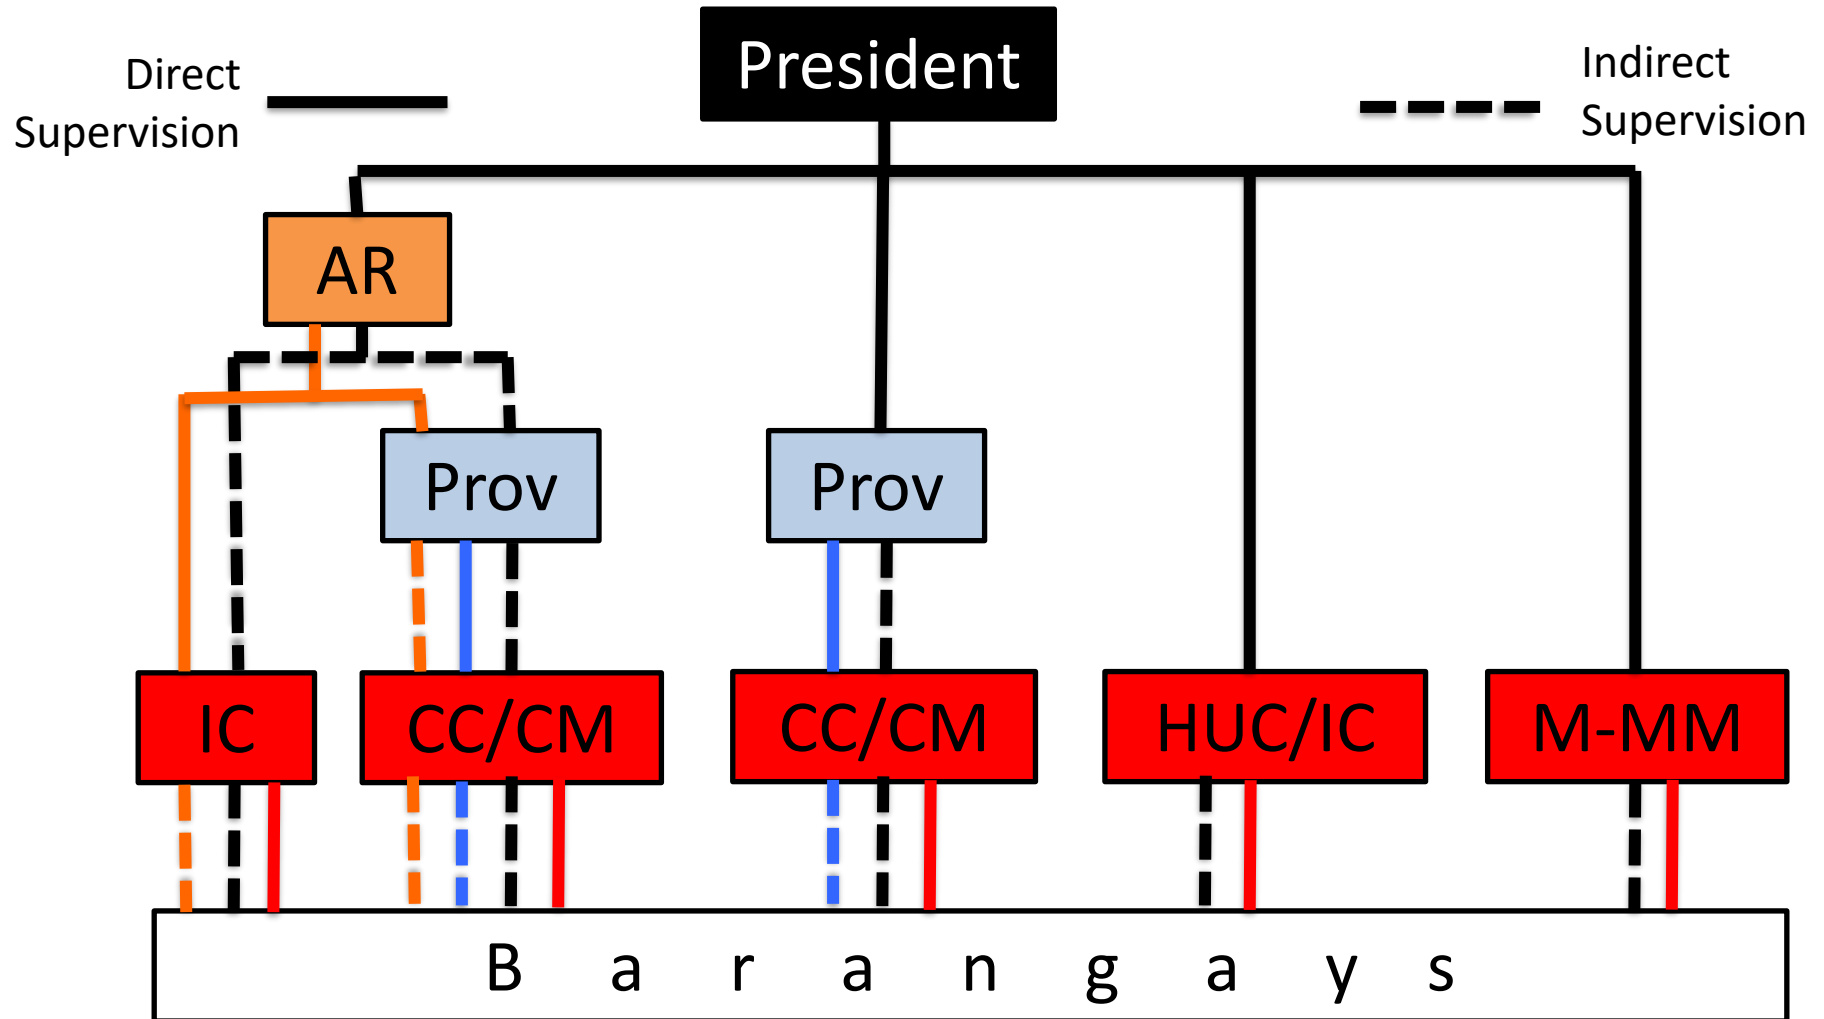 President
Direct
Supervision
Indirect
Supervision
AR
Prov
Prov
IC
CC/CM
CC/CM
HUC/IC
M-MM
B a r a n g a y s